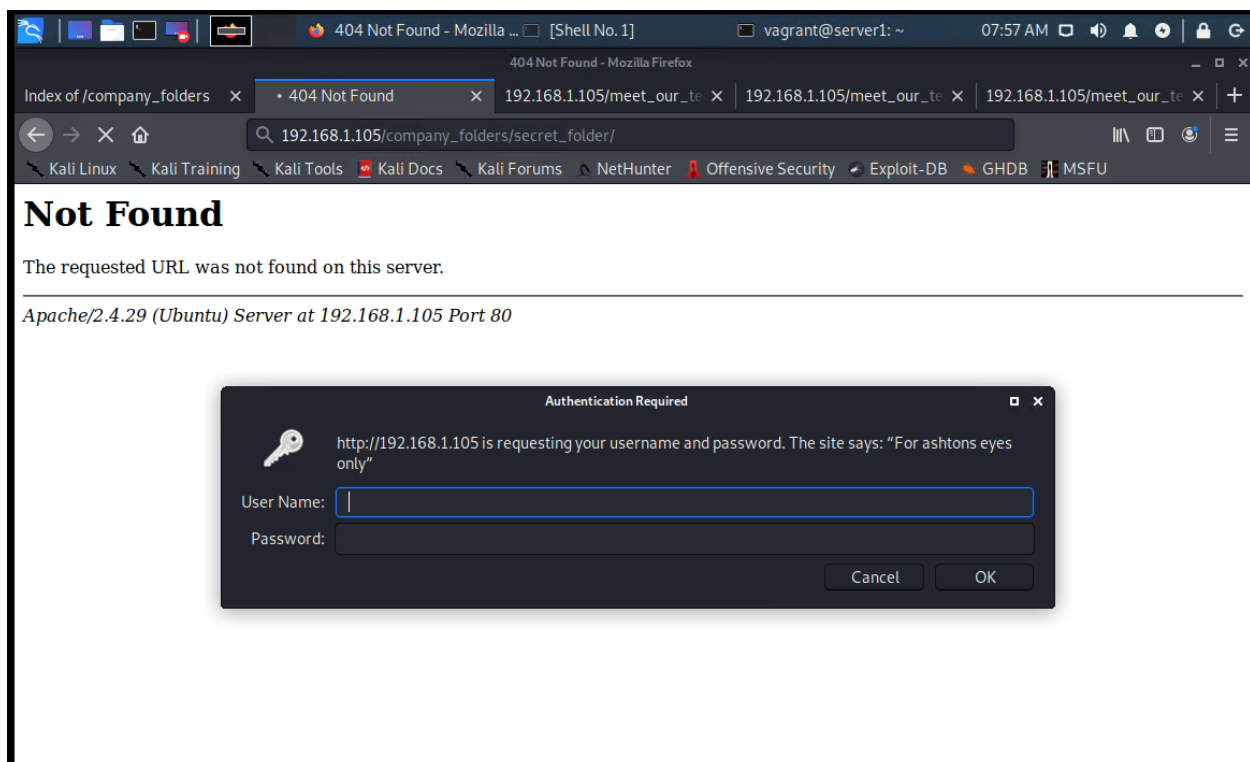 404 Not Found - Mozilla ... [Shell No. 1] vagrant@server1: ~ 07:57 AM
404 Not Found - Mozilla Firefox
Index of /company_folders • 404 Not Found 192.168.1.105/meet_our_te 192.168.1.105/meet_our_te 192.168.1.105/meet_our_te
192.168.1.105/company_folders/secret_folder/
Kali Linux Kali Training Kali Tools Kali Docs Kali Forums NetHunter Offensive Security Exploit-DB GHDB MSFU
Not Found
The requested URL was not found on this server.
Apache/2.4.29 (Ubuntu) Server at 192.168.1.105 Port 80
Authentication Required
http://192.168.1.105 is requesting your username and password. The site says: “For ashtons eyes
only”
User Name:
Password:
Cancel OK